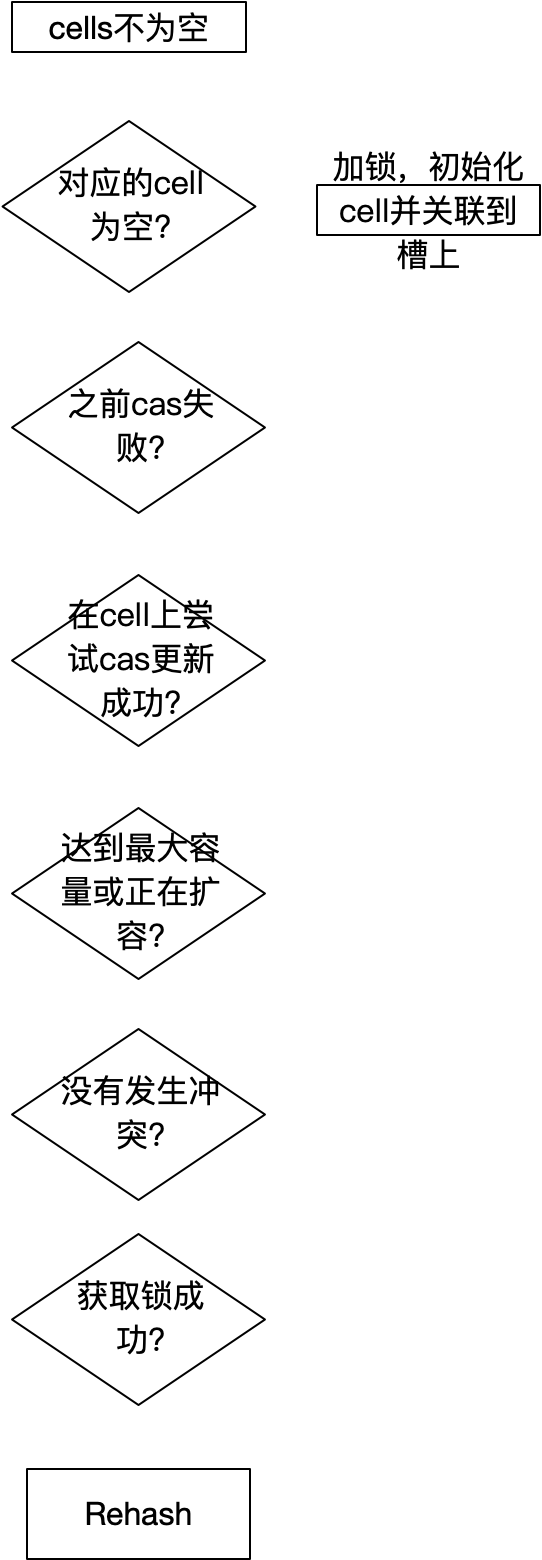 cells不为空
对应的cell
为空?
加锁，初始化
cell并关联到
槽上
之前cas失
败?
在cell上尝
试cas更新
成功?
达到最大容
量或正在扩
容?
没有发生冲
突?
获取锁成
功?
Rehash